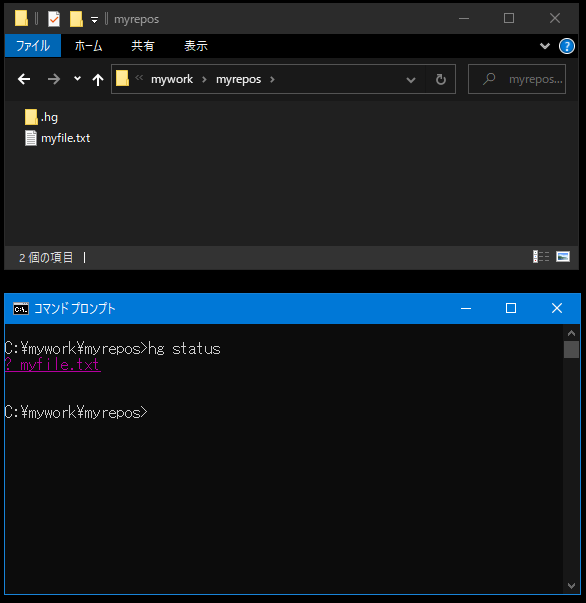 myrepos
ファイル ホーム 共有 表示
mywork myrepos myrepos...
.hg
myfile.txt
2 個の項目
コマンド プロンプト
C:¥mywork¥myrepos>hg status
? myfile.txt
C:¥mywork¥myrepos>